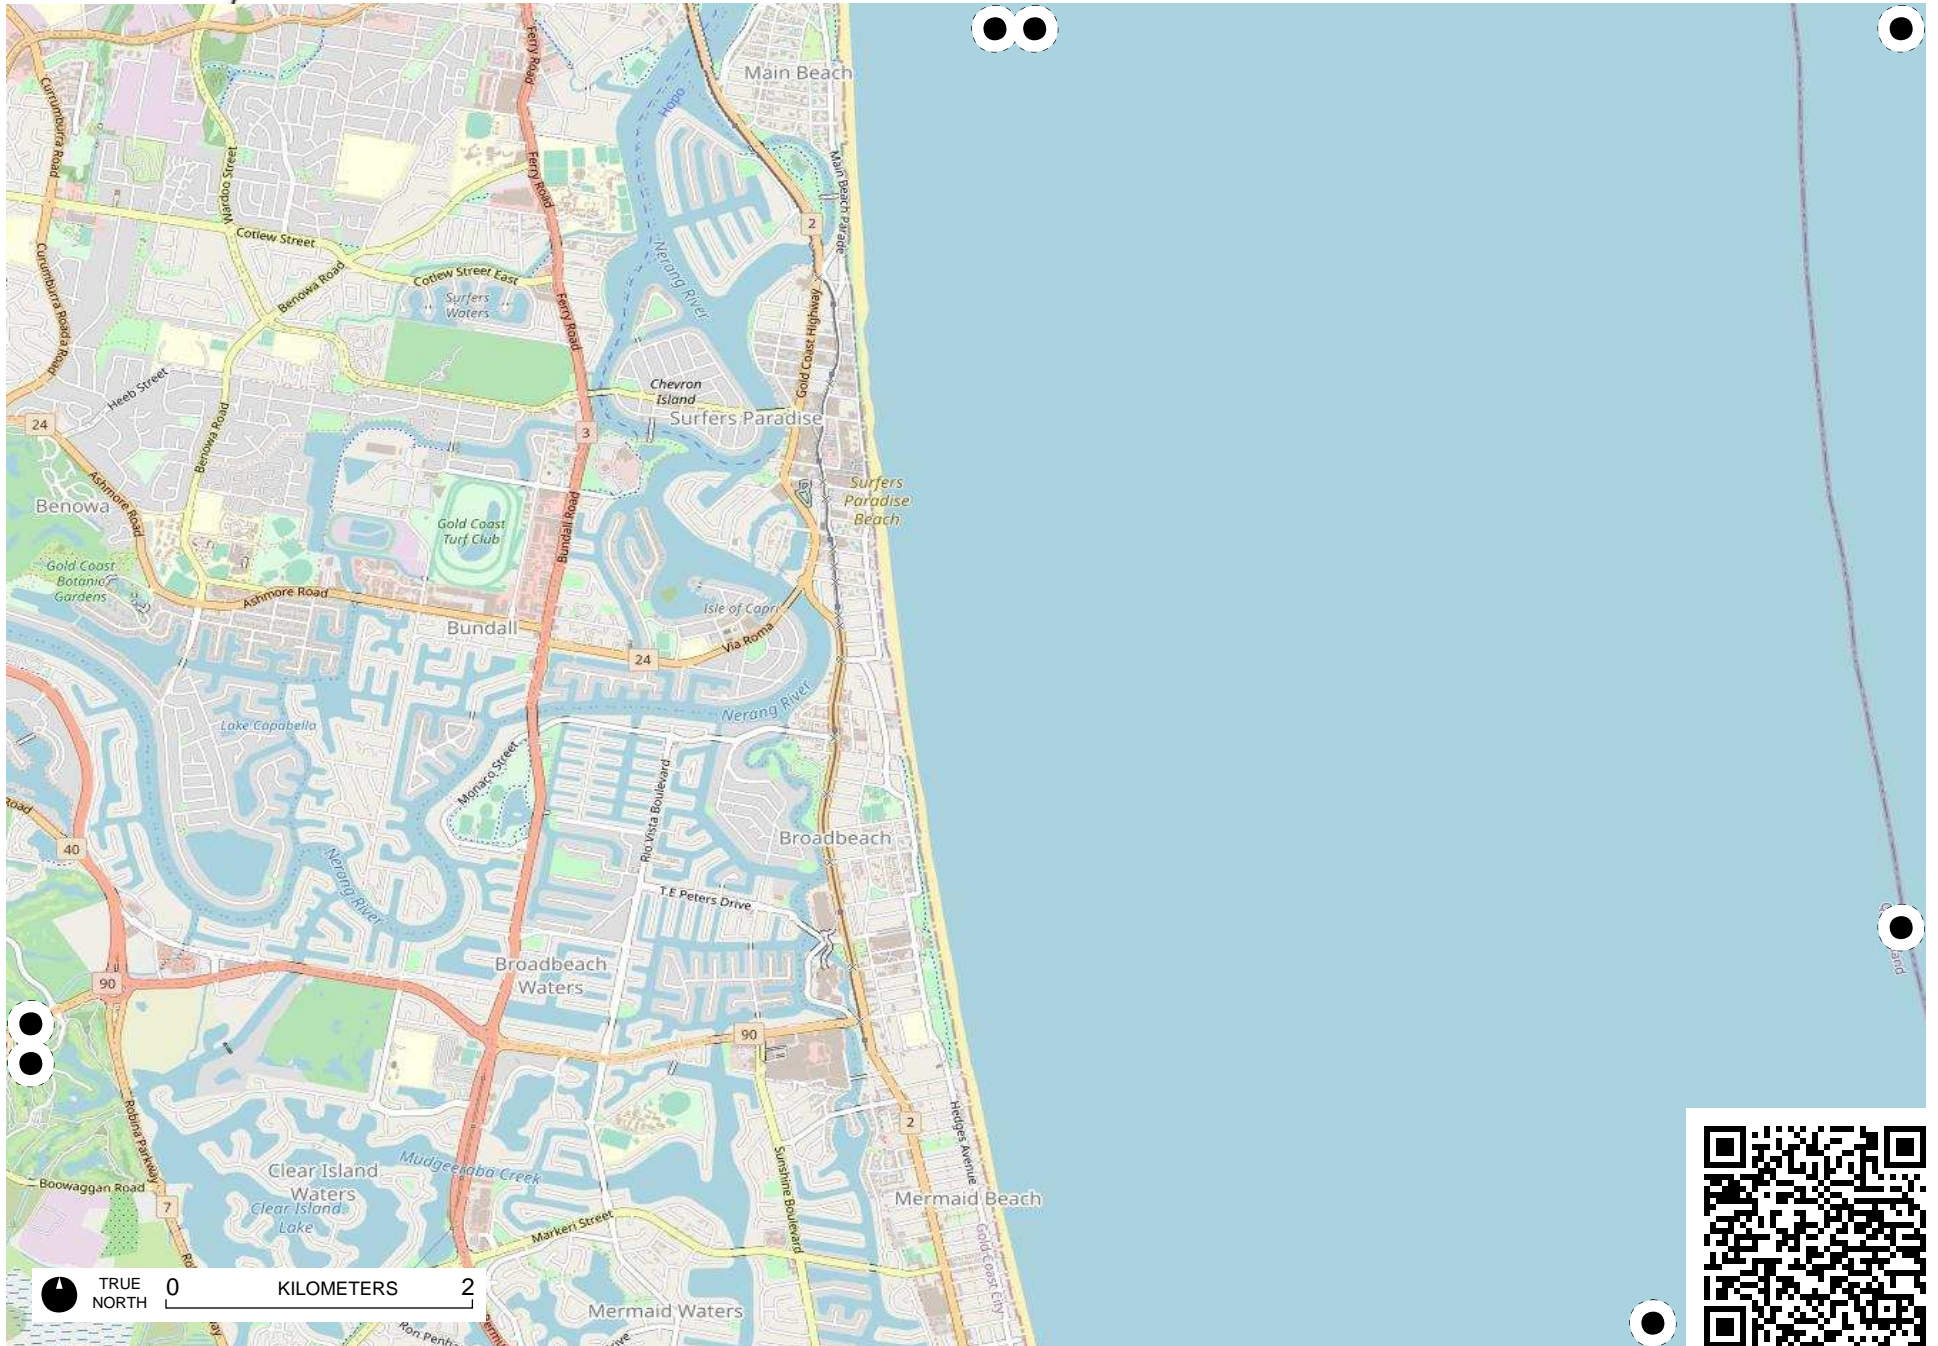 Main Beach
Ferry Road
Hopo
Currumburra Road
Wardoo Street
Ferry Road
Main Beach Parade
2
Cotlew Street
Nerang River
Benowa Road
Cotlew Street East
Surfers
Waters
Ferry Road
Gold Coast Highway
Heeb Street
Chevron
Island
Surfers Paradise
24
3
Benowa Road
Ashmore Road
Benowa
Surfers
Paradise
Beach
Bundall Road
Gold Coast
Turf Club
Gold Coast
Botanic
Gardens
Ashmore Road
Isle of Capri
Bundall
Via Roma
24
Nerang River
Lake Capabella
Monaco Street
Rio Vista Boulevard
Road
40
Broadbeach
Nerang River
T.E Peters Drive
Broadbeach
Waters
90
90
Robina Parkway
2
Hedges Avenue
Mudgeeraba Creek
Clear Island
Waters
Clear Island
Lake
Boowaggan Road
7
Sunshine Boulevard
Mermaid Beach
Markeri Street
Gold Coast City
TRUE
NORTH
0 KILOMETERS 2
Mermaid Waters